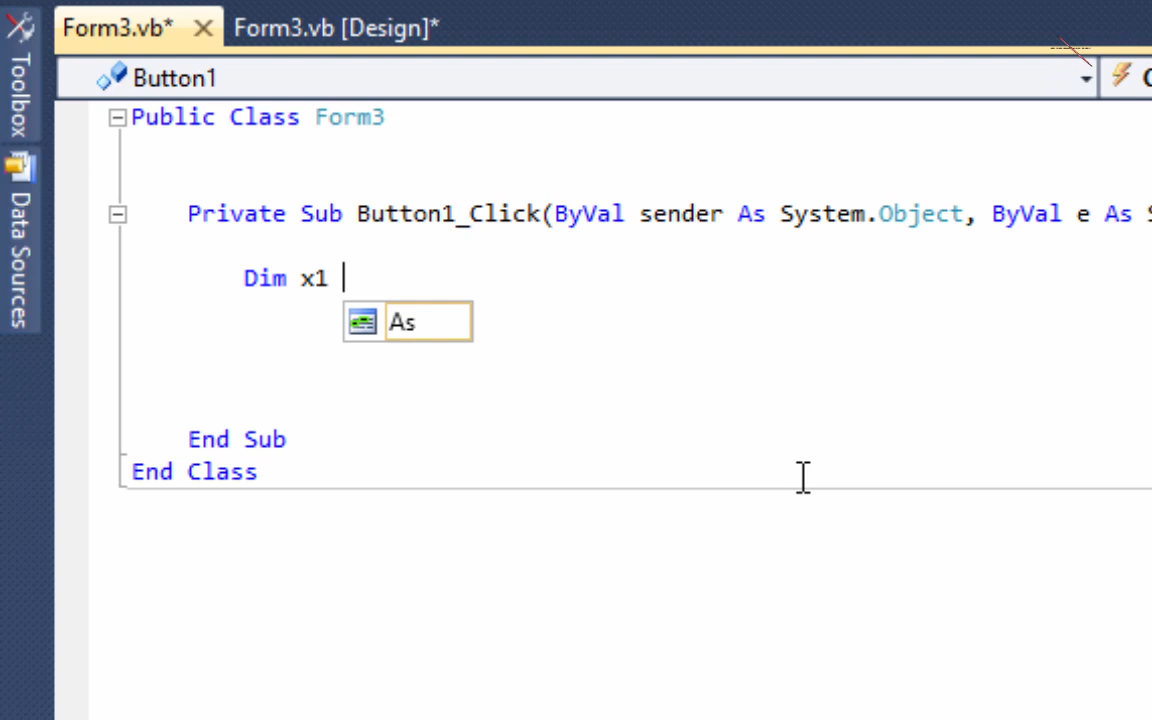 Form3.vb* Form3.vb [Design]*
Toolbox
Data Sources
Button1
Public Class Form3
Private Sub Button1_Click(ByVal sender As System.Object, ByVal e As S
Dim x1
As
End Sub
End Class